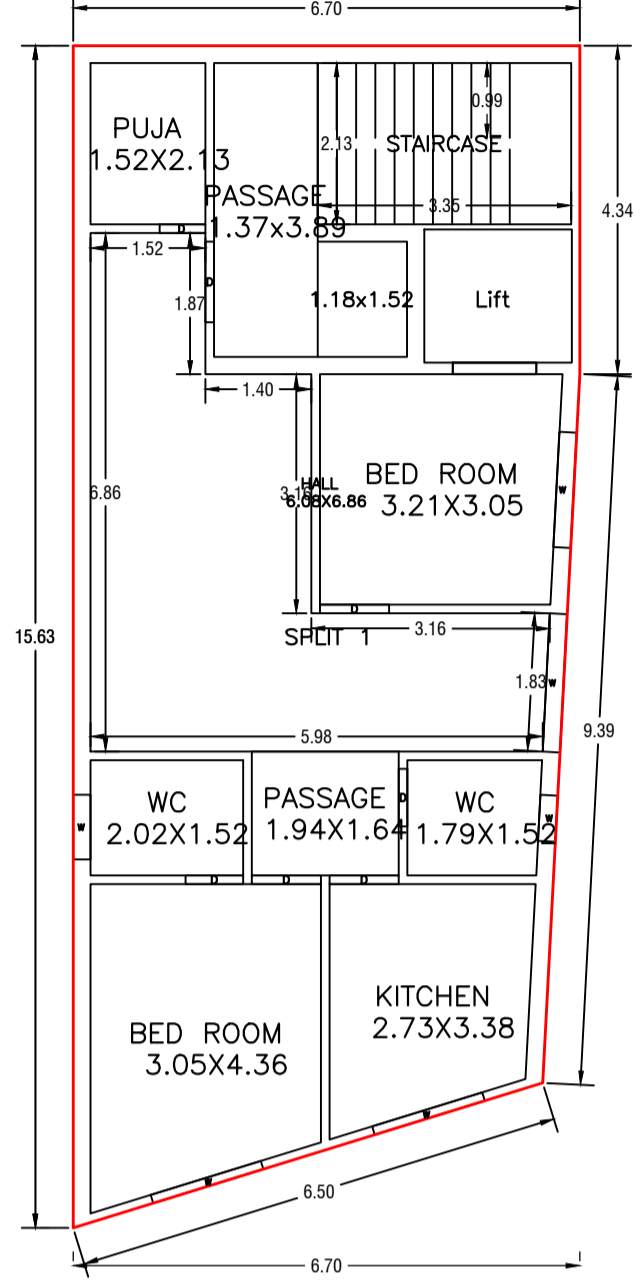 6.70
PUJA
1.52X2.13
0.99
2.13
STAIRCASE
PASSAGE
1.37x3.89
3.35
4.34
D
1.52
D
1.87
1.18x1.52
Lift
1.40
BED ROOM
3.21X3.05
HALL
6.08X6.86
6.86
3.16
W
D
15.63
SPLIT 1
3.16
1.83
W
9.39
5.98
WC
2.02X1.52
PASSAGE
1.94X1.64
D
WC
1.79X1.52
W
W
D
D
D
BED ROOM
3.05X4.36
KITCHEN
2.73X3.38
W
W
6.50
6.70